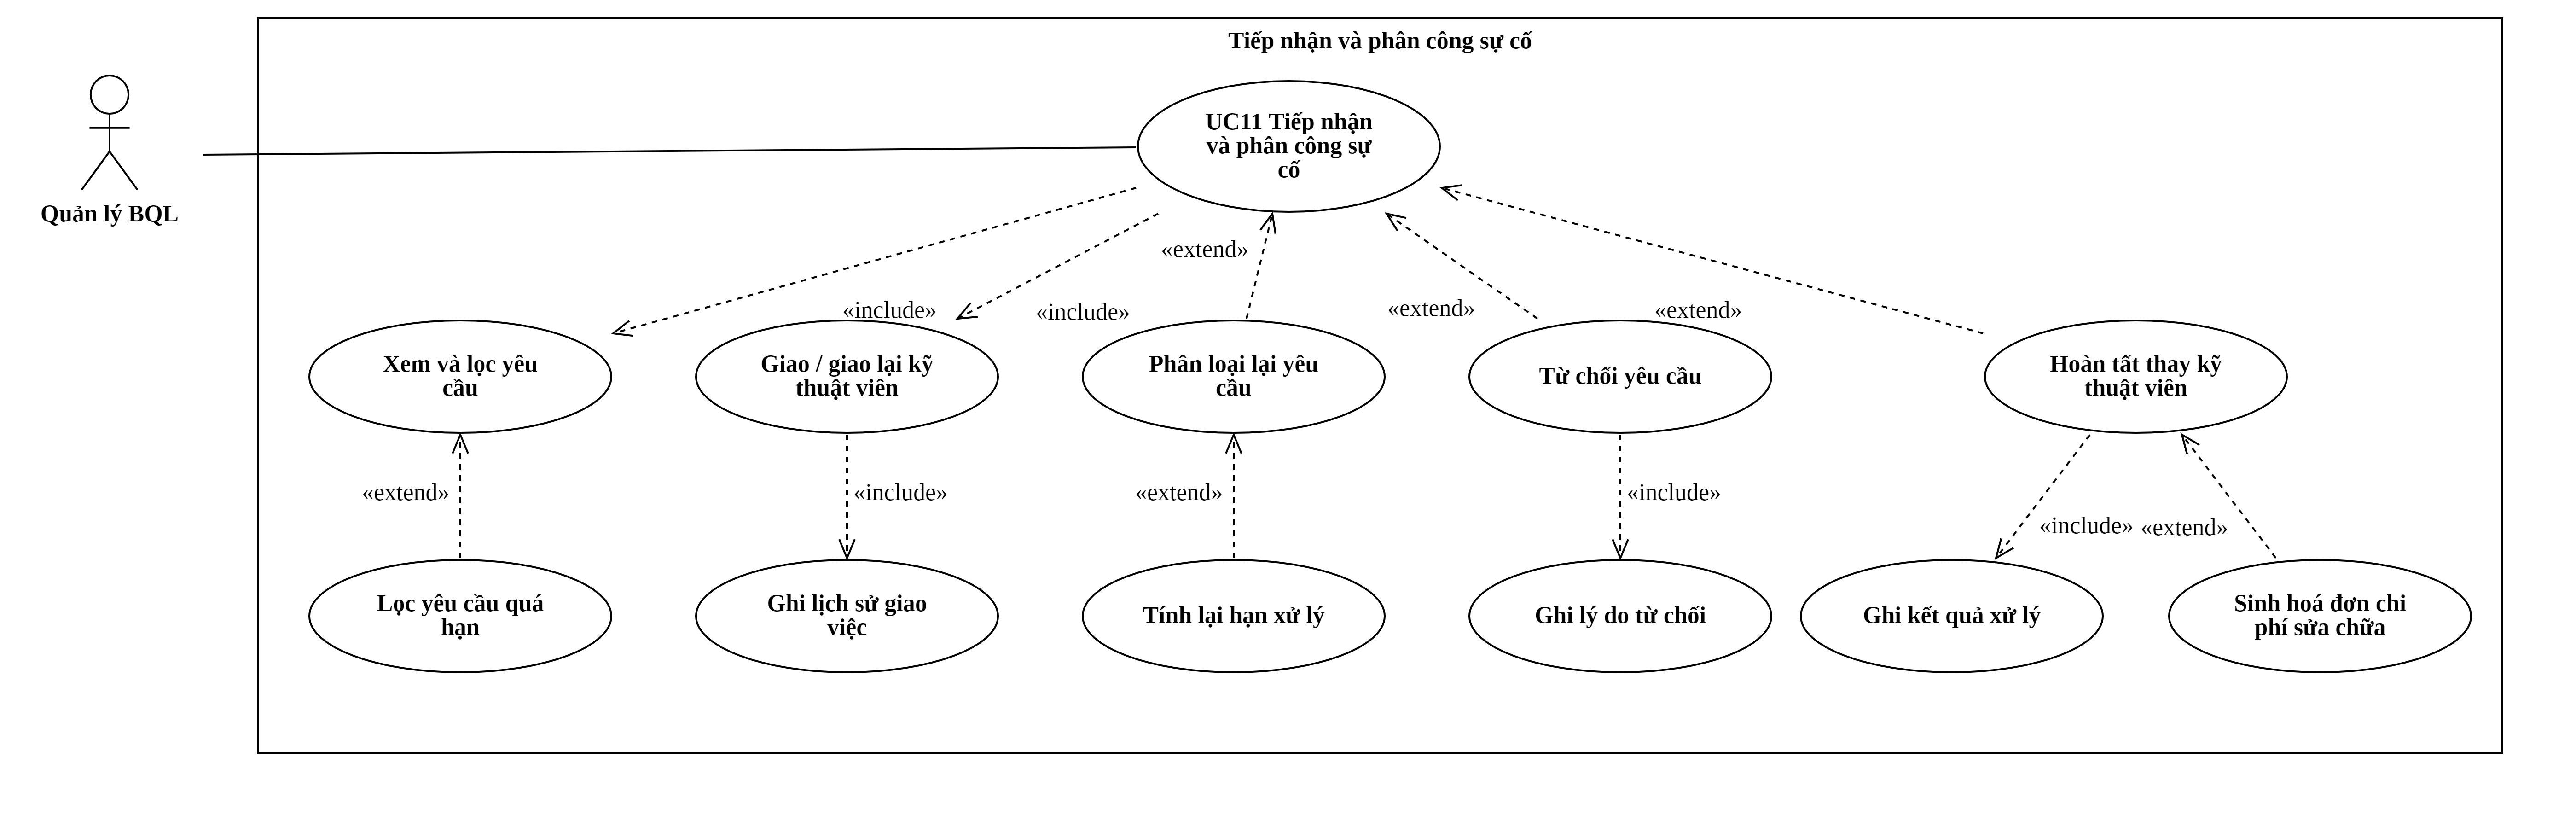 Tiếp nhận và phân công sự cố
UC11 Tiếp nhận
và phân công sự
cố
Quản lý BQL
«extend»
«include»
«include»
«extend»
«extend»
Xem và lọc yêu
cầu
Giao / giao lại kỹ
thuật viên
Phân loại lại yêu
cầu
Từ chối yêu cầu
Hoàn tất thay kỹ
thuật viên
«extend»
«include»
«extend»
«include»
«include»
«extend»
Lọc yêu cầu quá
hạn
Ghi lịch sử giao
việc
Tính lại hạn xử lý
Ghi lý do từ chối
Ghi kết quả xử lý
Sinh hoá đơn chi
phí sửa chữa